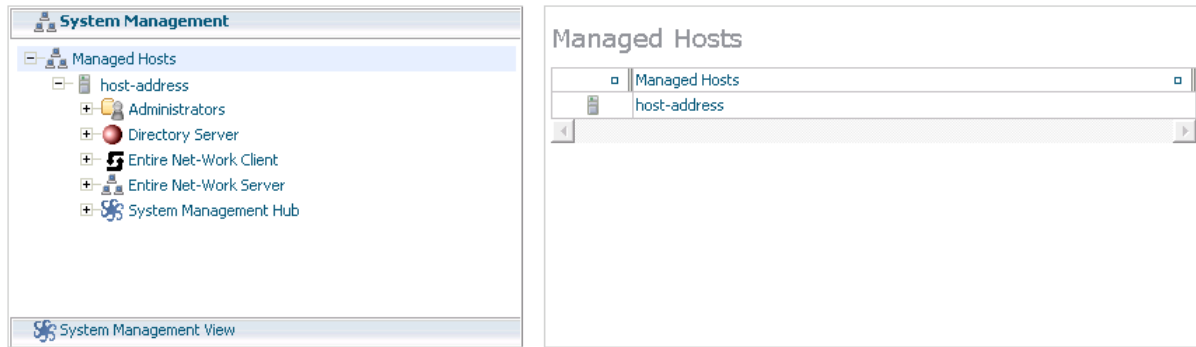 System Management
Managed Hosts
host-address
Administrators
Directory Server
Entire Net-Work Client
Entire Net-Work Server
System Management Hub
System Management View
Managed Hosts
Managed Hosts
host-address